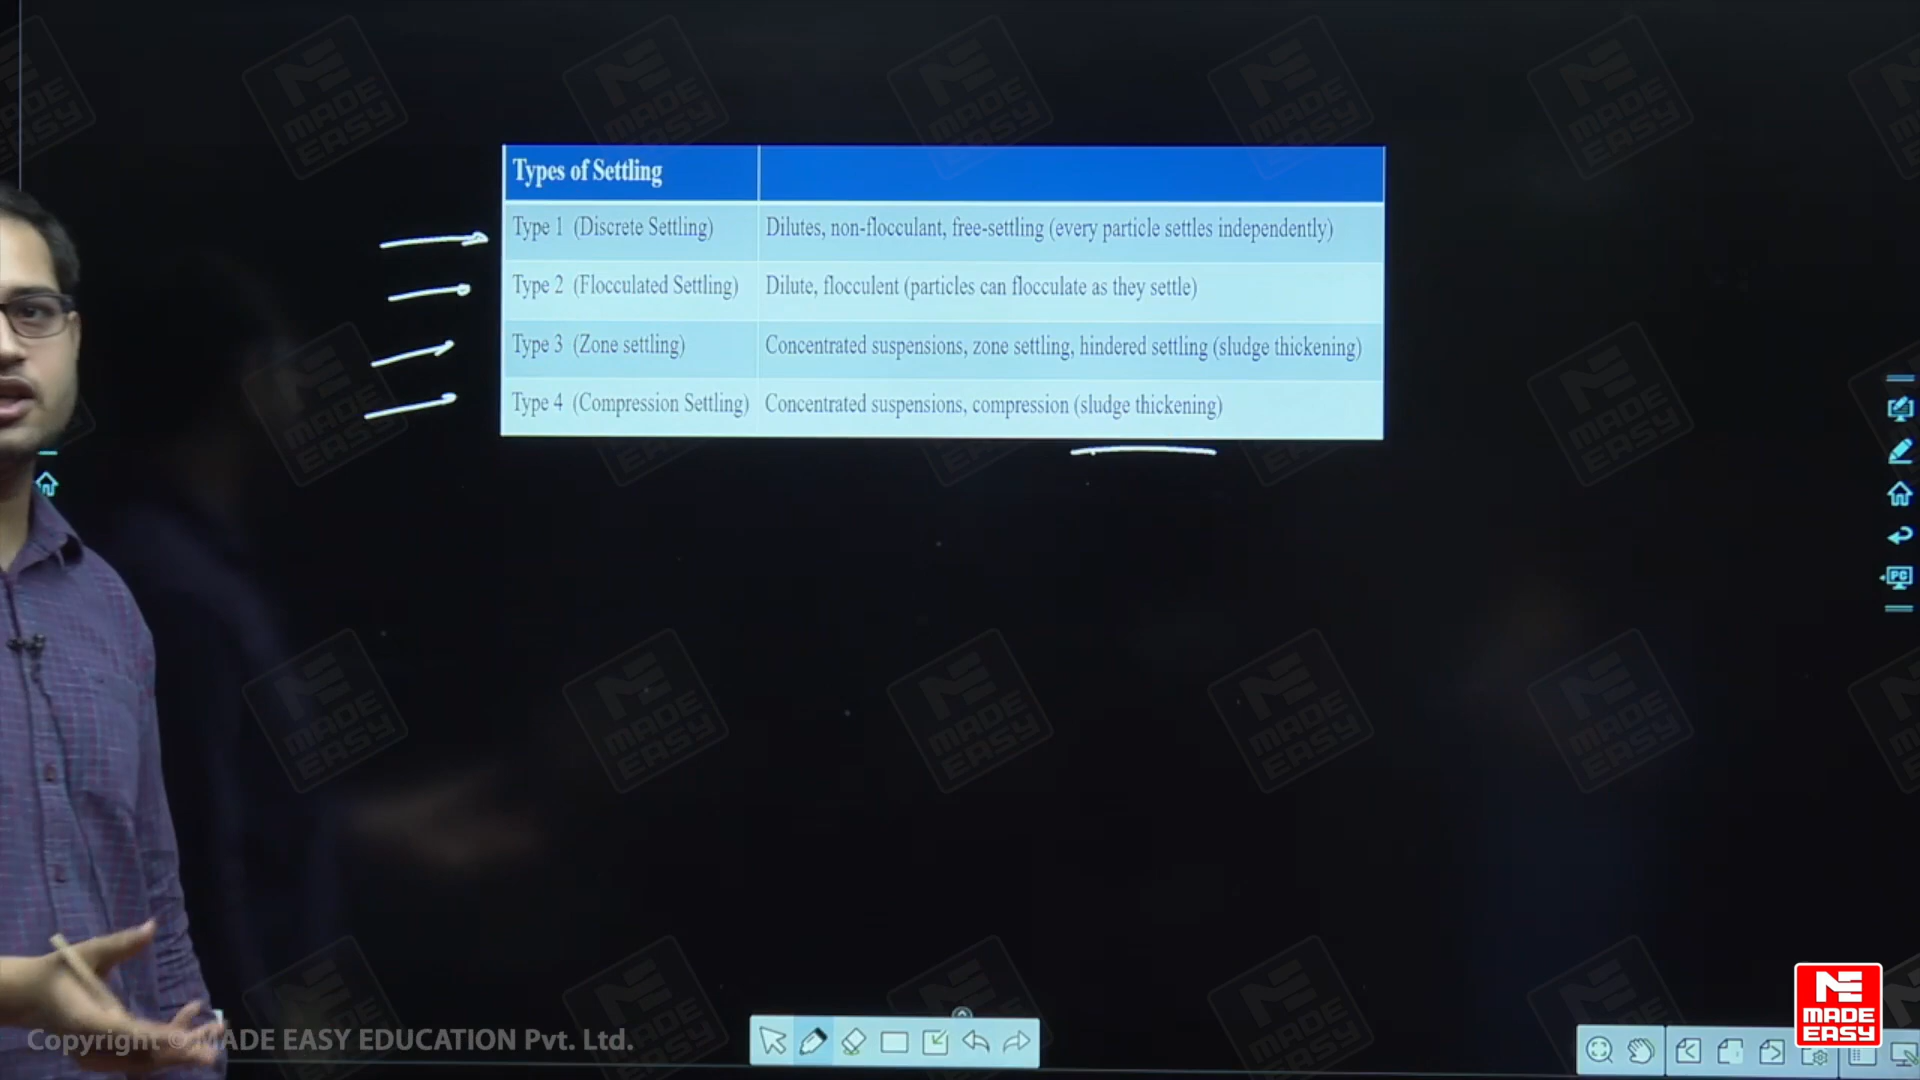 Types of Settling
Type 1 (Discrete Settling) Dilutes, non-flocculant, free-settling (every particle settles independently)
Type 2 (Flocculated Settling) Dilute, flocculent (particles can flocculate as they settle)
Type 3 (Zone settling) Concentrated suspensions, zone settling, hindered settling (sludge thickening)
Type 4 (Compression Settling) Concentrated suspensions, compression (sludge thickening)
PC
MADE
EASY
Copyright © MADE EASY EDUCATION Pvt. Ltd.